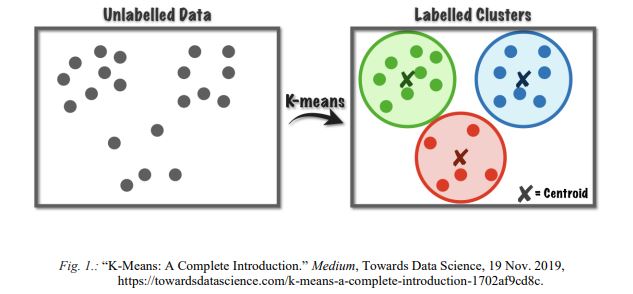 Unlabelled Data
Labelled Clusters
K-means
X = Centroid
Fig. 1.: “K-Means: A Complete Introduction.” Medium, Towards Data Science, 19 Nov. 2019,
https://towardsdatascience.com/k-means-a-complete-introduction-1702af9cd8c.